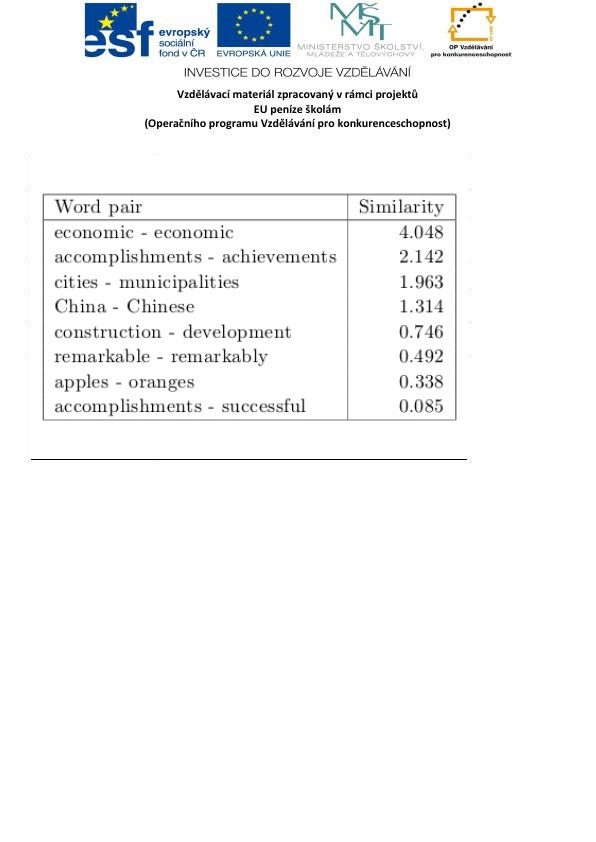 esf evropský
sociální
fond v ČR
EVROPSKÁ UNIE
MINISTERSTVO ŠKOLSTVÍ,
MLÁDEŽE A TĚLOVÝCHOVY
OP Vzdělávání
pro konkurenceschopnost
INVESTICE DO ROZVOJE VZDĚLÁVÁNÍ
Vzdělávací materiál zpracovaný v rámci projektů
EU peníze školám
(Operačního programu Vzdělávání pro konkurenceschopnost)
Word pair Similarity
economic - economic 4.048
accomplishments - achievements 2.142
cities - municipalities 1.963
China - Chinese 1.314
construction - development 0.746
remarkable - remarkably 0.492
apples - oranges 0.338
accomplishments - successful 0.085